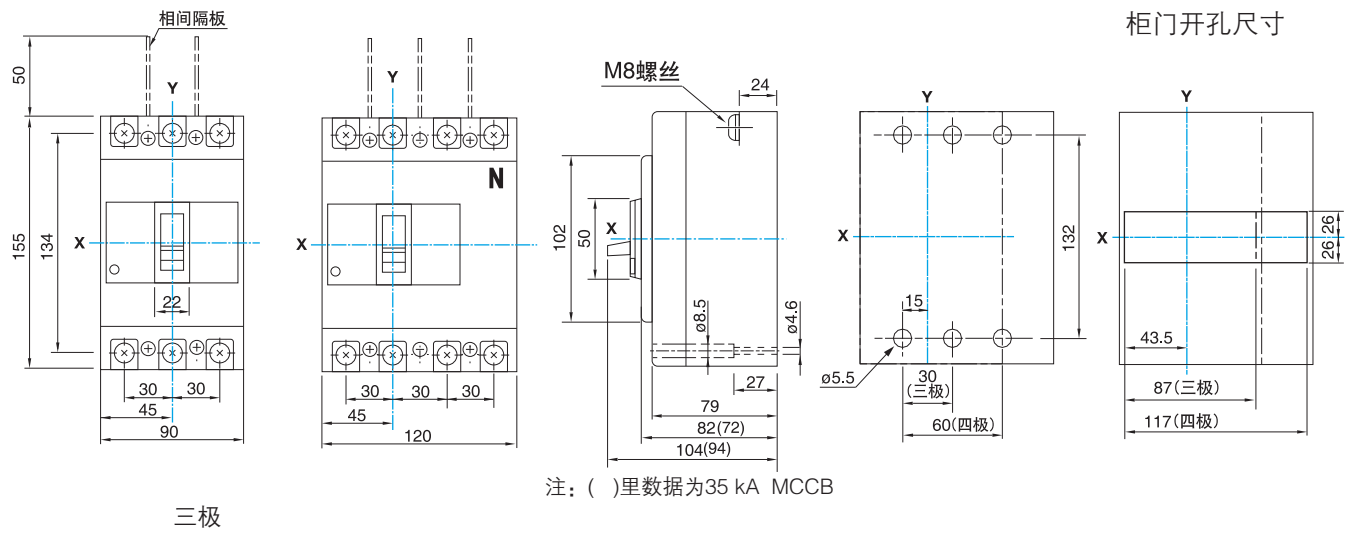 相间隔板
50
Y
155
134
X
22
30
30
45
90
三极
Y
N
X
30
30
30
45
120
M8螺丝
24
102
50
X
ø8.5
ø4.6
27
79
82(72)
104(94)
注：( )里数据为35 kA MCCB
Y
X
132
15
ø5.5
30
(三极)
60(四极)
柜门开孔尺寸
Y
X
26
26
43.5
87(三极)
117(四极)